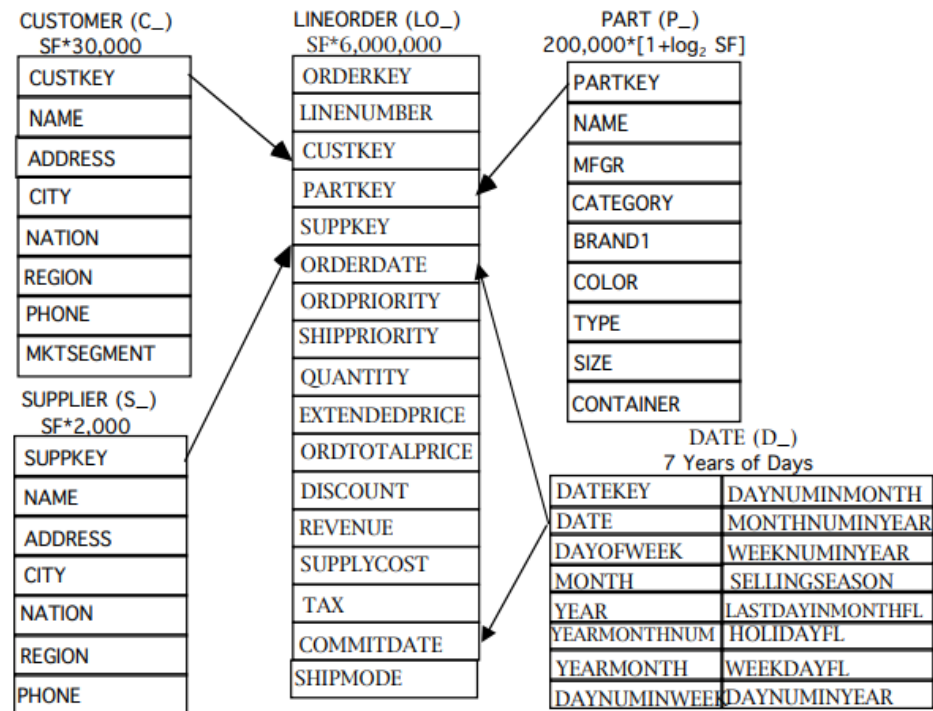 CUSTOMER (C_)
SF*30,000
CUSTKEY
NAME
ADDRESS
CITY
NATION
REGION
PHONE
MKTSEGMENT
SUPPLIER (S_)
SF*2,000
SUPPKEY
NAME
ADDRESS
CITY
NATION
REGION
PHONE
LINEORDER (LO_)
SF*6,000,000
ORDERKEY
LINENUMBER
CUSTKEY
PARTKEY
SUPPKEY
ORDERDATE
ORDPRIORITY
SHIPPRIORITY
QUANTITY
EXTENDEDPRICE
ORDTOTALPRICE
DISCOUNT
REVENUE
SUPPLYCOST
TAX
COMMITDATE
SHIPMODE
PART (P_)
200,000*[1+log₂ SF]
PARTKEY
NAME
MFGR
CATEGORY
BRAND1
COLOR
TYPE
SIZE
CONTAINER
DATE (D_)
7 Years of Days
DATEKEY DAYNUMINMONTH
DATE MONTHNUMINYEAR
DAYOFWEEK WEEKNUMINYEAR
MONTH SELLINGSEASON
YEAR LASTDAYINMONTHFL
YEARMONTHNUM HOLIDAYFL
YEARMONTH WEEKDAYFL
DAYNUMINWEEK DAYNUMINYEAR